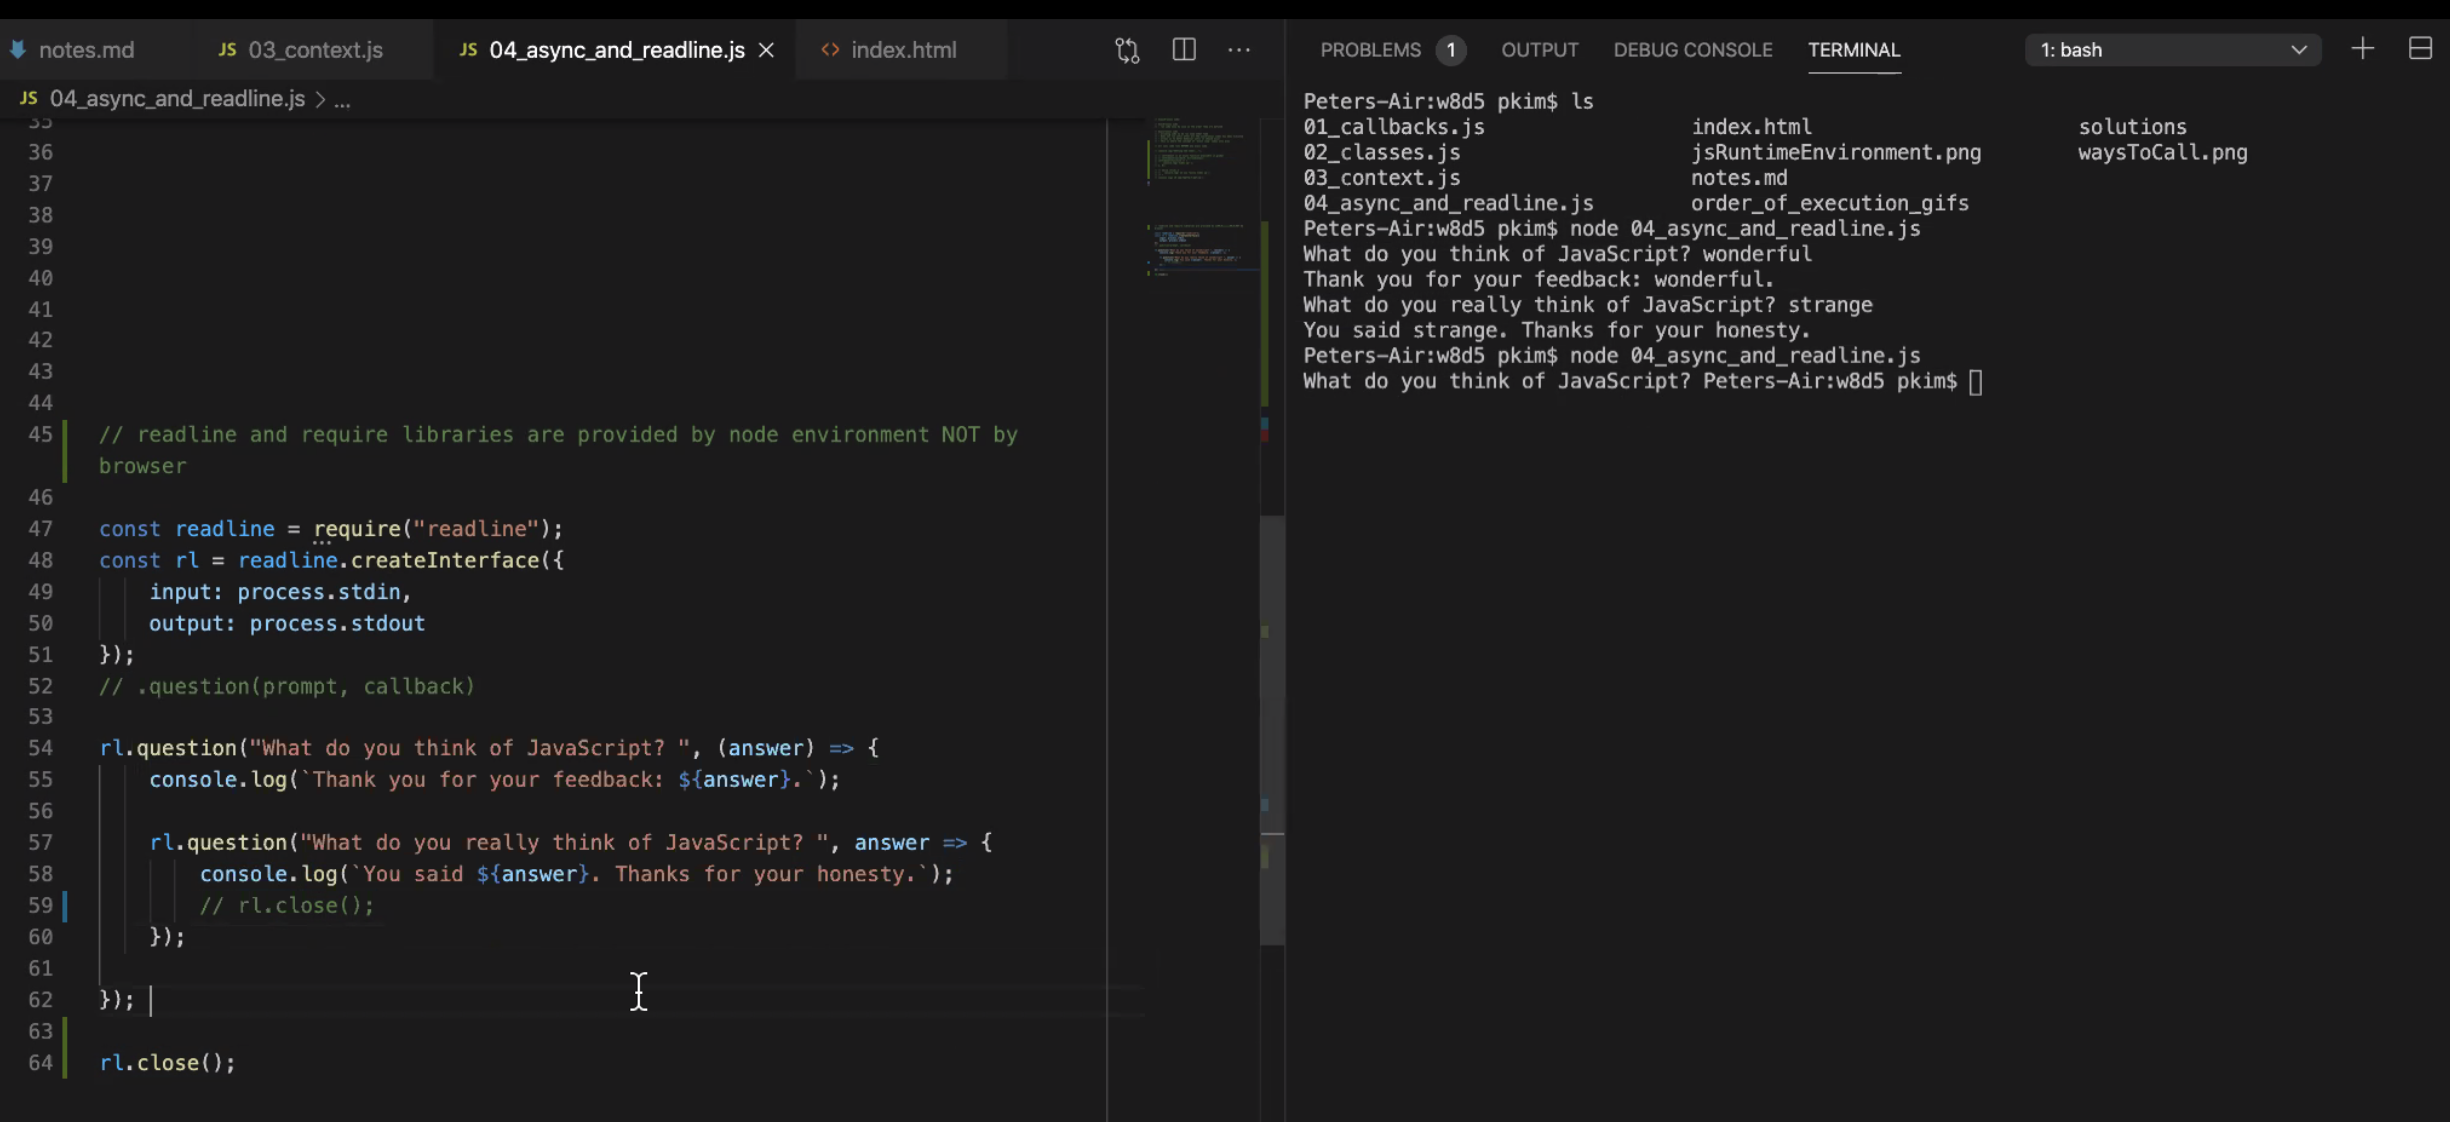 notes.md
JS 03_context.js
JS 04_async_and_readline.js
<> index.html
JS 04_async_and_readline.js > ...
35
36
37
38
39
40
41
42
43
44
45 // readline and require libraries are provided by node environment NOT by
browser
46
47 const readline = require("readline");
48 const rl = readline.createInterface({
49 input: process.stdin,
50 output: process.stdout
51 });
52 // .question(prompt, callback)
53
54 rl.question("What do you think of JavaScript? ", (answer) => {
55 console.log(`Thank you for your feedback: ${answer}.`);
56
57 rl.question("What do you really think of JavaScript? ", answer => {
58 console.log(`You said ${answer}. Thanks for your honesty.`);
59 // rl.close();
60 });
61
62 });
63
64 rl.close();
PROBLEMS 1 OUTPUT DEBUG CONSOLE TERMINAL 1: bash
Peters-Air:w8d5 pkim$ ls
01_callbacks.js index.html solutions
02_classes.js jsRuntimeEnvironment.png waysToCall.png
03_context.js notes.md
04_async_and_readline.js order_of_execution_gifs
Peters-Air:w8d5 pkim$ node 04_async_and_readline.js
What do you think of JavaScript? wonderful
Thank you for your feedback: wonderful.
What do you really think of JavaScript? strange
You said strange. Thanks for your honesty.
Peters-Air:w8d5 pkim$ node 04_async_and_readline.js
What do you think of JavaScript? Peters-Air:w8d5 pkim$